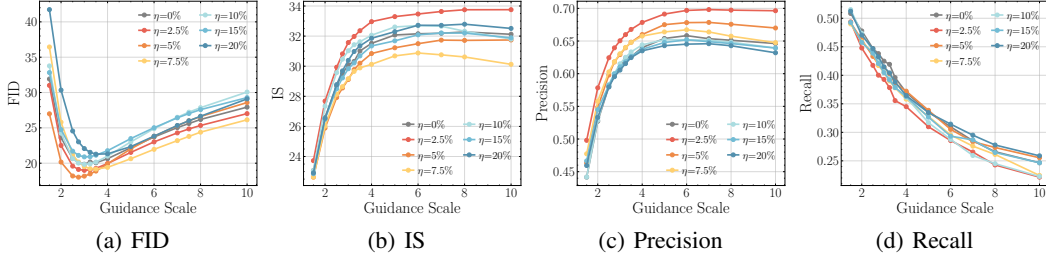 FID
40
35
30
25
20
2 4 6 8 10
Guidance Scale
η=0%
η=2.5%
η=5%
η=7.5%
η=10%
η=15%
η=20%
(a) FID
IS
34
32
30
28
26
24
2 4 6 8 10
Guidance Scale
η=0%
η=2.5%
η=5%
η=7.5%
η=10%
η=15%
η=20%
(b) IS
Precision
0.70
0.65
0.60
0.55
0.50
0.45
2 4 6 8 10
Guidance Scale
η=0%
η=2.5%
η=5%
η=7.5%
η=10%
η=15%
η=20%
(c) Precision
Recall
0.50
0.45
0.40
0.35
0.30
0.25
2 4 6 8 10
Guidance Scale
η=0%
η=2.5%
η=5%
η=7.5%
η=10%
η=15%
η=20%
(d) Recall